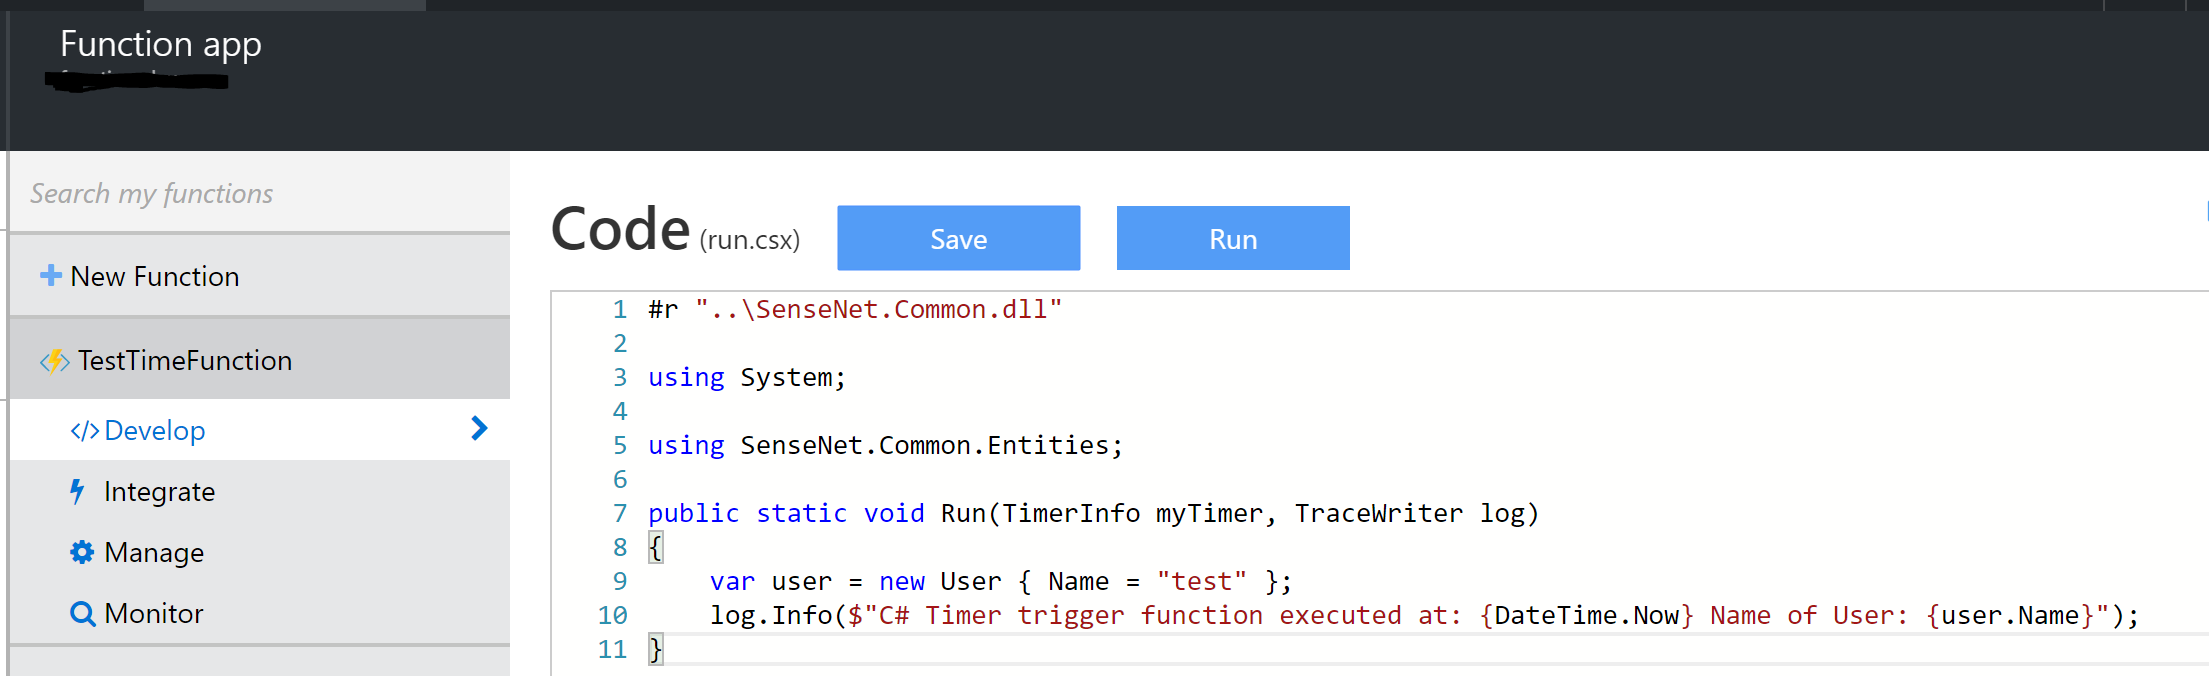 Function app
Search my functions
New Function
TestTimeFunction
</> Develop
Integrate
Manage
Monitor
Code (run.csx) Save Run
1 #r "..\SenseNet.Common.dll"
2
3 using System;
4
5 using SenseNet.Common.Entities;
6
7 public static void Run(TimerInfo myTimer, TraceWriter log)
8 {
9 var user = new User { Name = "test" };
10 log.Info($"C# Timer trigger function executed at: {DateTime.Now} Name of User: {user.Name}");
11 }